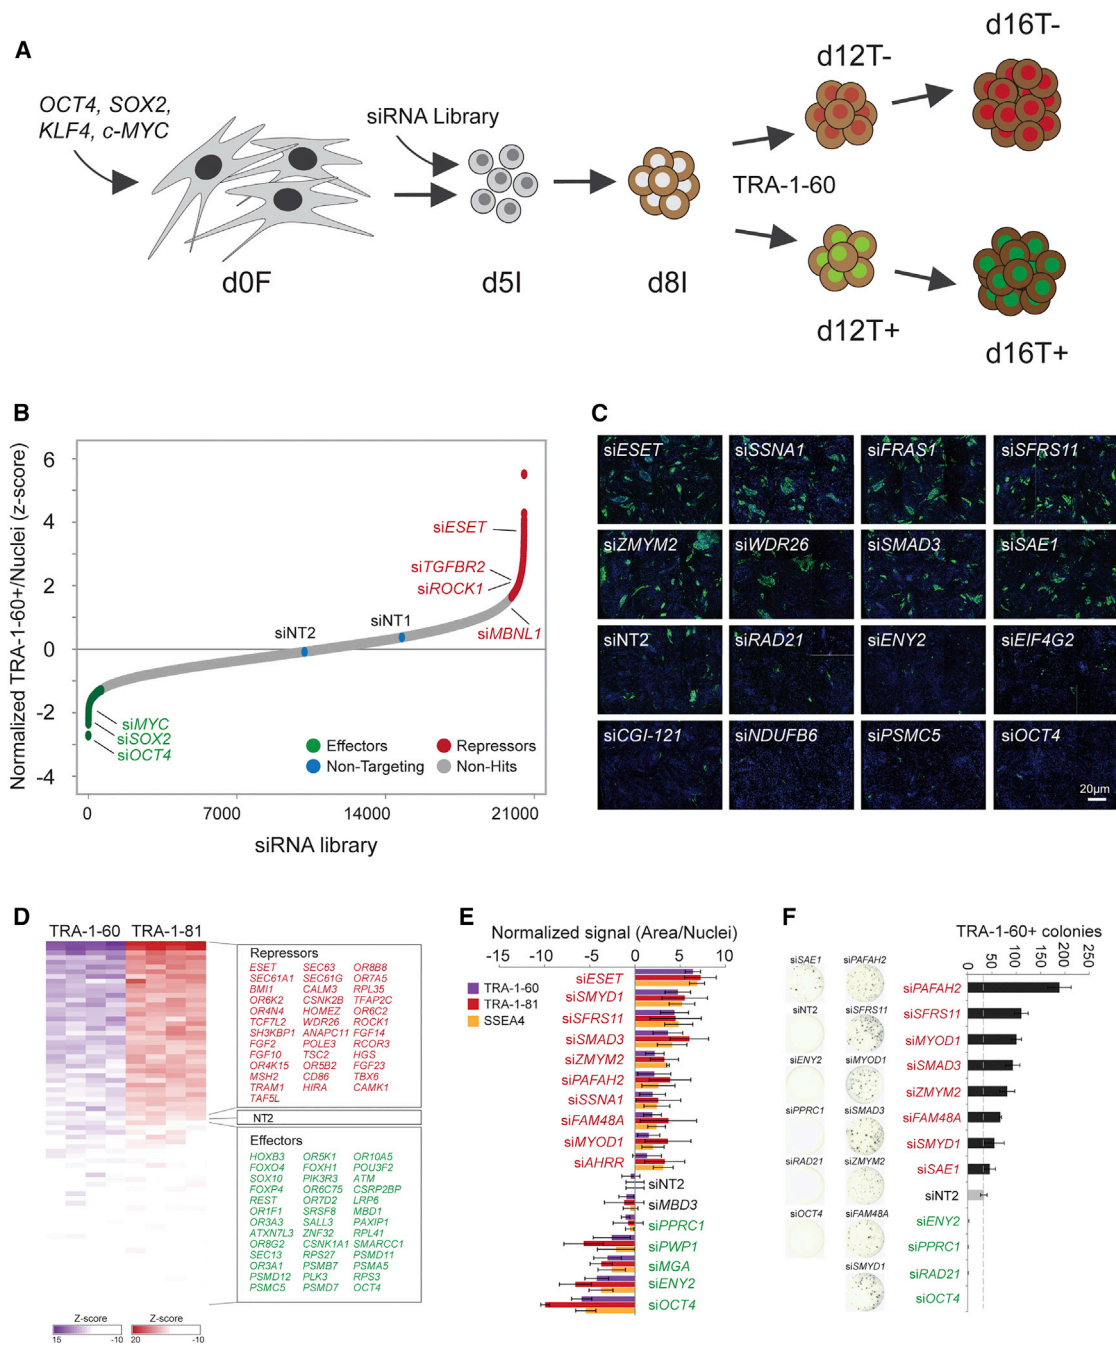 A
OCT4, SOX2,
KLF4, c-MYC
siRNA Library
d0F
d5I
d8I
TRA-1-60
d12T-
d16T-
d12T+
d16T+
B
Normalized TRA-1-60+/Nuclei (z-score)
6
4
2
0
-2
-4
siESET
siTGFBR2
siROCK1
siMBNL1
siNT1
siNT2
siMYC
siSOX2
siOCT4
Effectors
Repressors
Non-Targeting
Non-Hits
0 7000 14000 21000
siRNA library
C
siESET siSSNA1 siFRAS1 siSFRS11
siZMYM2 siWDR26 siSMAD3 siSAE1
siNT2 siRAD21 siENY2 siEIF4G2
siCGI-121 siNDUFB6 siPSMC5 siOCT4
20µm
D
TRA-1-60 TRA-1-81
Repressors
ESET SEC63 OR8B8
SEC61A1 SEC61G OR7A5
BMI1 CALM3 RPL35
OR6K2 CSNK2B TFAP2C
OR4N4 HOMEZ OR6C2
TCF7L2 WDR26 ROCK1
SH3KBP1 ANAPC11 FGF14
FGF2 POLE3 RCOR3
FGF10 TSC2 HGS
OR4K15 OR5B2 FGF23
MSH2 CD86 TBX6
TRAM1 HIRA CAMK1
TAF5L
NT2
Effectors
HOXB3 OR5K1 OR10A5
FOXO4 FOXH1 POU3F2
SOX10 PIK3R3 ATM
FOXP4 OR6C75 CSRP2BP
REST OR7D2 LRP6
OR1F1 SRSF8 MBD1
OR3A3 SALL3 PAXIP1
ATXN7L3 ZNF32 RPL41
OR8G2 CSNK1A1 SMARCC1
SEC13 RPS27 PSMD11
OR3A1 PSMB7 PSMA5
PSMD12 PLK3 RPS3
PSMC5 PSMD7 OCT4
Z-score Z-score
15 -10 20 -10
E
Normalized signal (Area/Nuclei)
-15 -10 -5 0 5 10
TRA-1-60
TRA-1-81
SSEA4
siESET
siSMYD1
siSFRS11
siSMAD3
siZMYM2
siPAFAH2
siSSNA1
siFAM48A
siMYOD1
siAHRR
siNT2
siMBD3
siPPRC1
siPWP1
siMGA
siENY2
siOCT4
F
siSAE1 siPAFAH2
siNT2 siSFRS11
siENY2 siMYOD1
siPPRC1 siSMAD3
siRAD21 siZMYM2
siOCT4 siFAM48A
siSMYD1
TRA-1-60+ colonies
0 50 100 150 200 250
siPAFAH2
siSFRS11
siMYOD1
siSMAD3
siZMYM2
siFAM48A
siSMYD1
siSAE1
siNT2
siENY2
siPPRC1
siRAD21
siOCT4